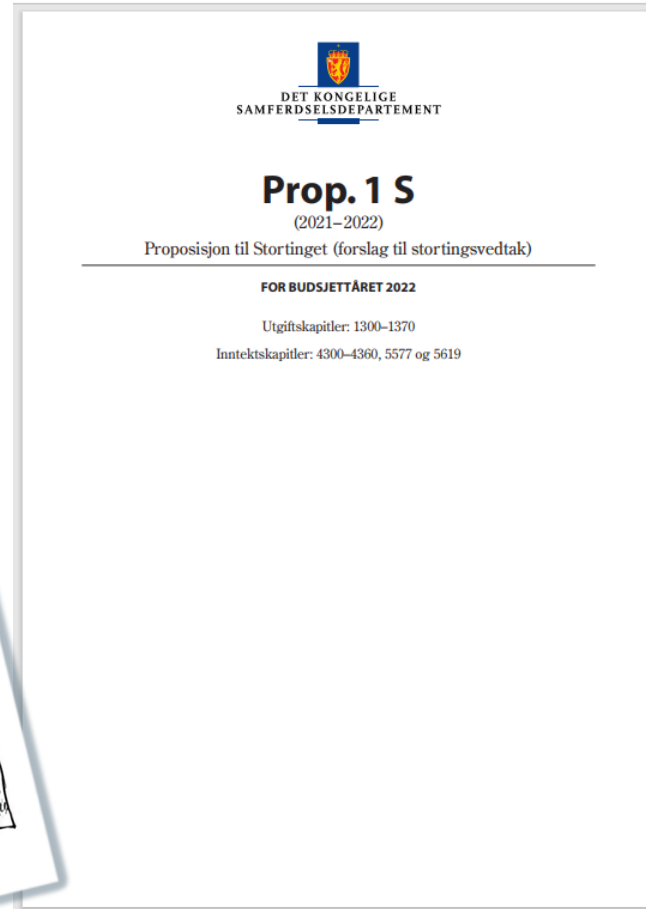 DET KONGELIGE
SAMFERDSELSDEPARTEMENT
Prop. 1 S
(2021–2022)
Proposisjon til Stortinget (forslag til stortingsvedtak)
FOR BUDSJETTÅRET 2022
Utgiftskapitler: 1300–1370
Inntektskapitler: 4300–4360, 5577 og 5619